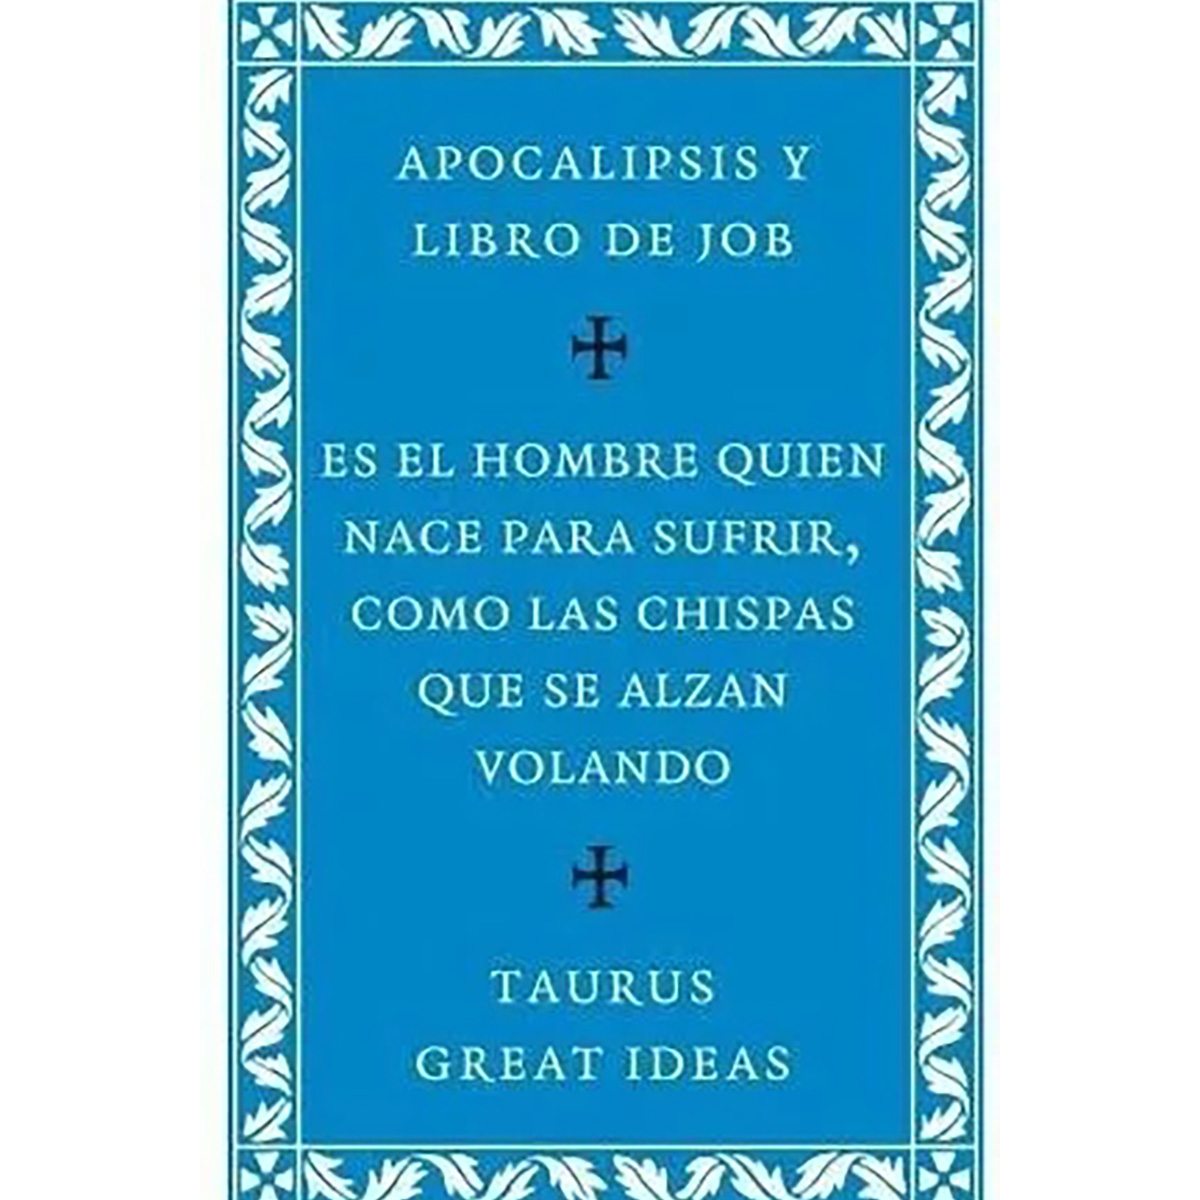 APOCALIPSIS Y
LIBRO DE JOB
ES EL HOMBRE QUIEN
NACE PARA SUFRIR,
COMO LAS CHISPAS
QUE SE ALZAN
VOLANDO
TAURUS
GREAT IDEAS